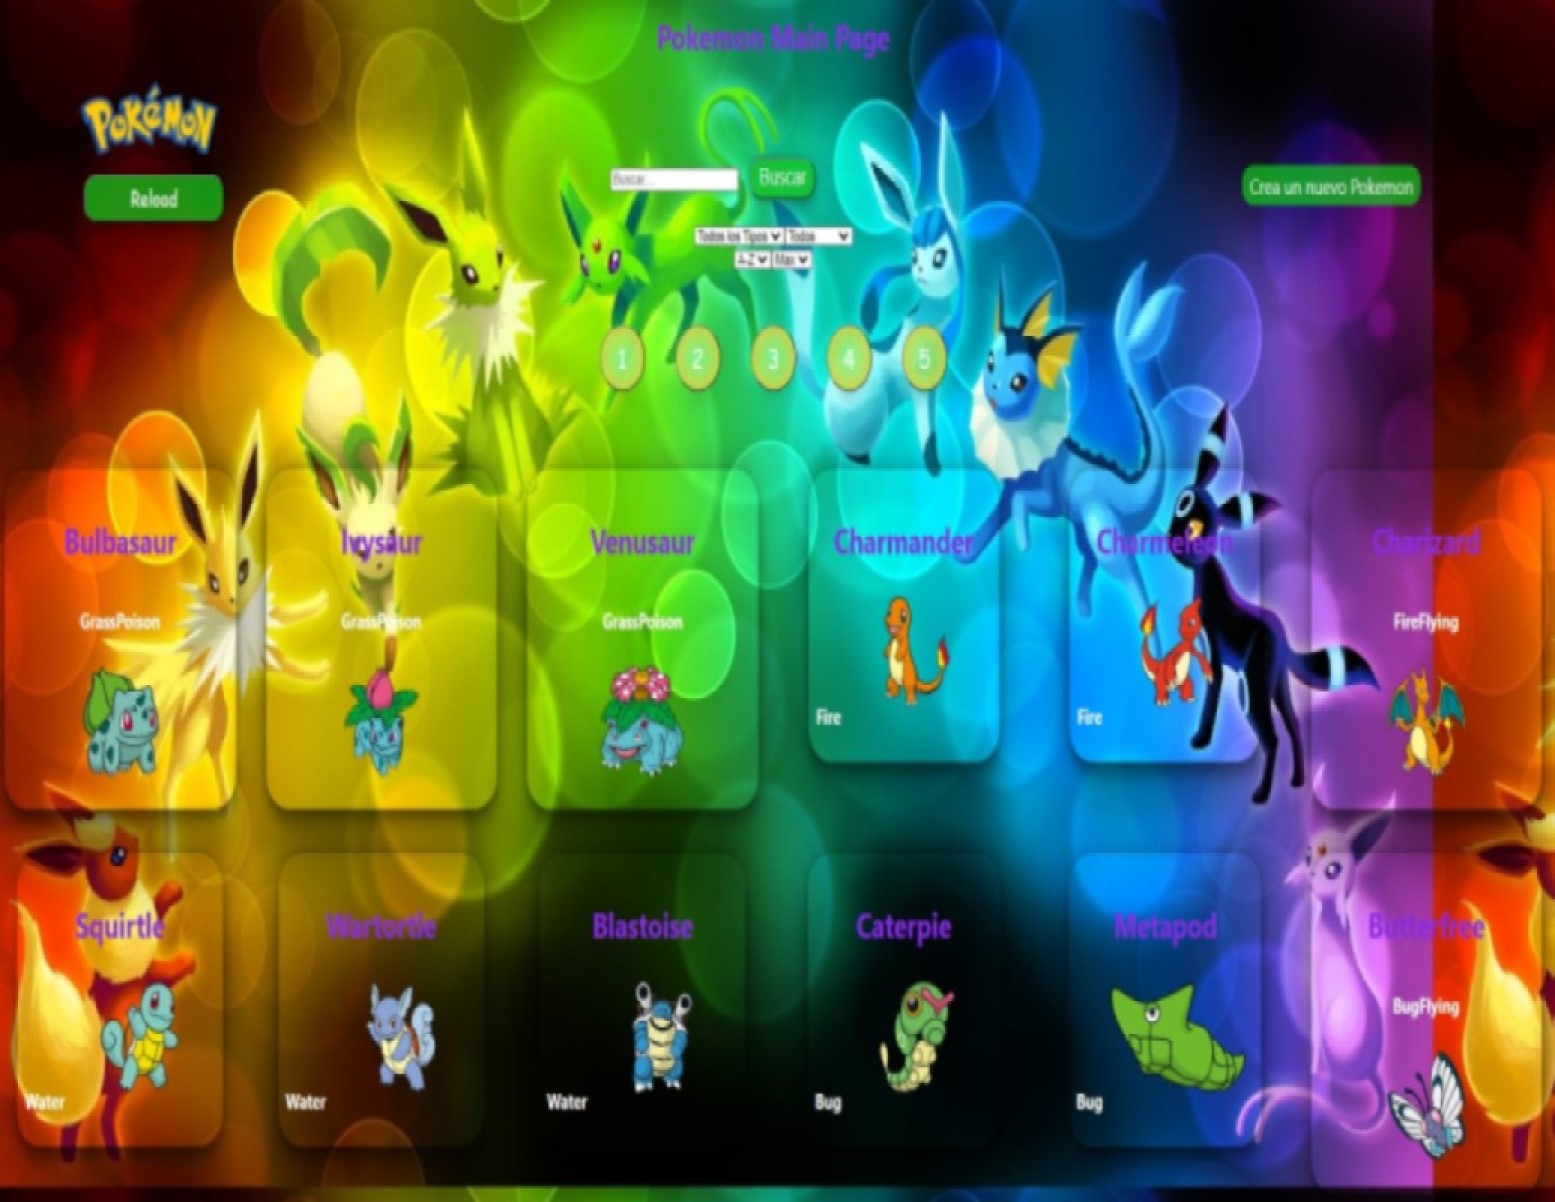 Pokemon Main Page
POKÉMON
Reload
Buscar...
Buscar
Crea un nuevo Pokemon
Todos los Tipos Todos
A-Z Max
1 2 3 4 5
Bulbasaur
GrassPoison
Ivysaur
GrassPoison
Venusaur
GrassPoison
Charmander
Fire
Charmeleon
Fire
Charizard
FireFlying
Squirtle
Water
Wartortle
Water
Blastoise
Water
Caterpie
Bug
Metapod
Bug
Butterfree
BugFlying